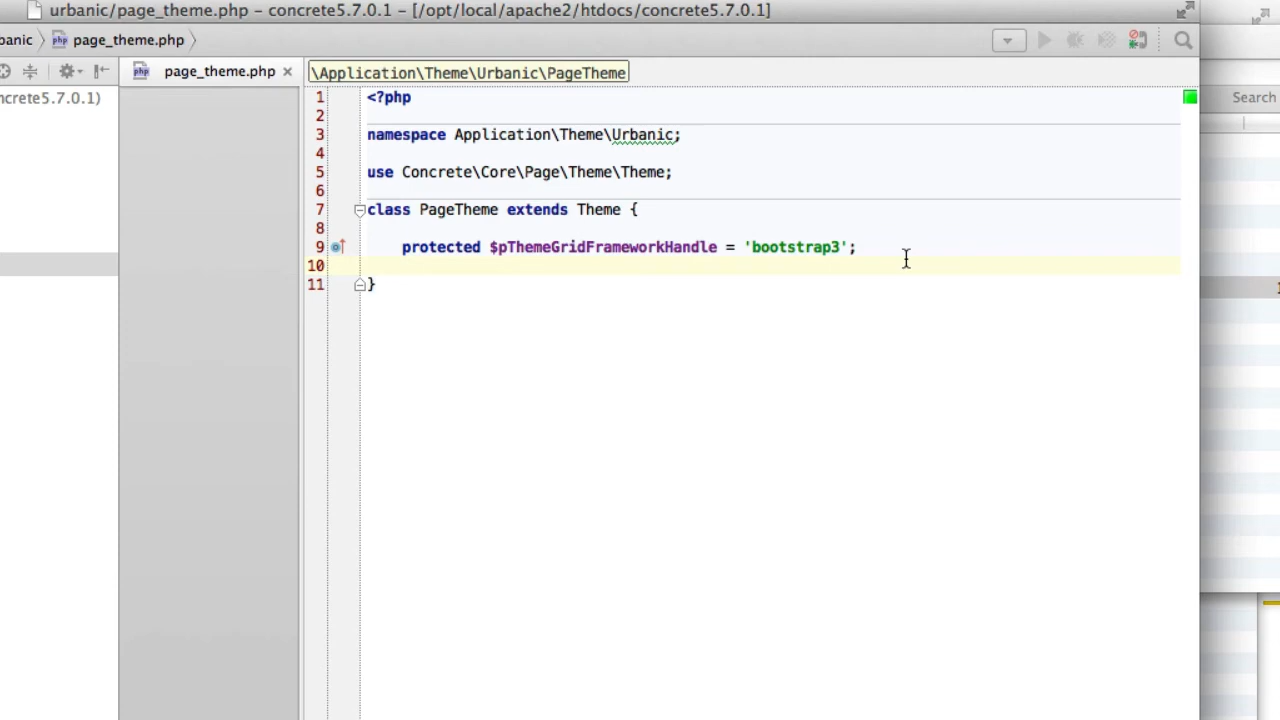 urbanic/page_theme.php – concrete5.7.0.1 – [/opt/local/apache2/htdocs/concrete5.7.0.1]
banic page_theme.php
ncrete5.7.0.1)
php page_theme.php ×
\Application\Theme\Urbanic\PageTheme
Search
1 <?php
2
3 namespace Application\Theme\Urbanic;
4
5 use Concrete\Core\Page\Theme\Theme;
6
7 class PageTheme extends Theme {
8
9 protected $pThemeGridFrameworkHandle = 'bootstrap3';
10
11 }